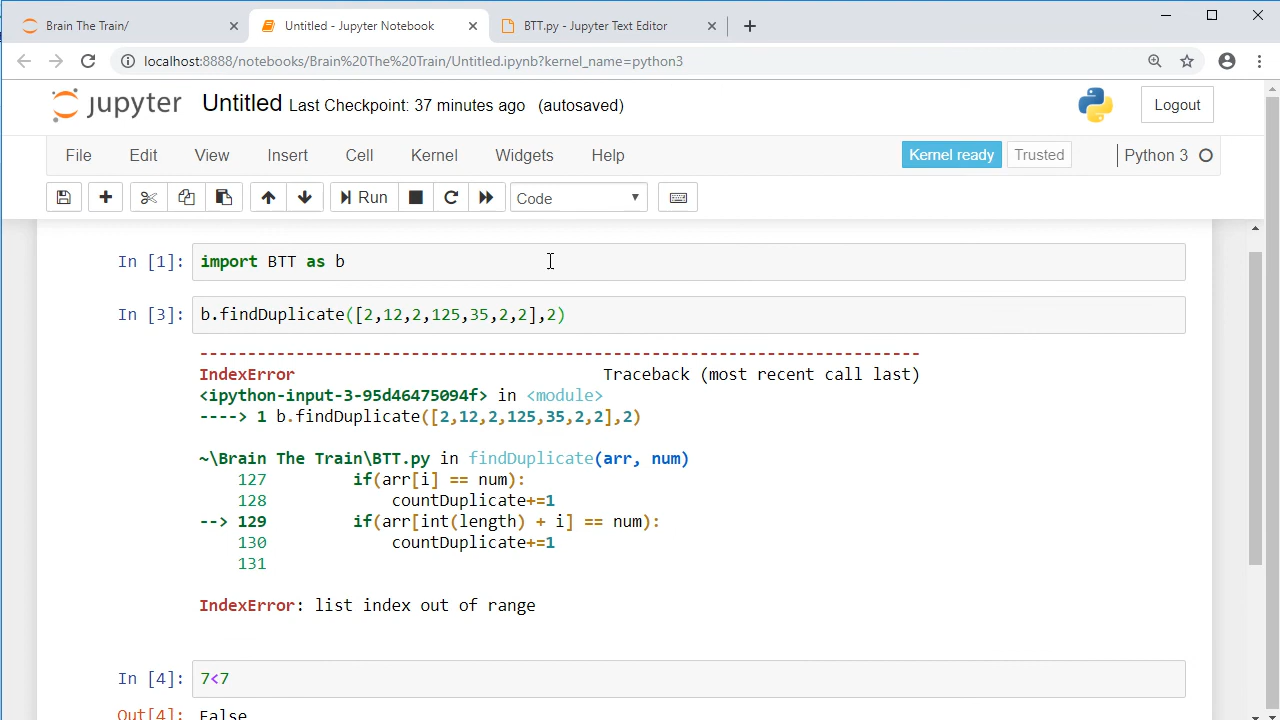 Brain The Train/
Untitled - Jupyter Notebook
BTT.py - Jupyter Text Editor
localhost:8888/notebooks/Brain%20The%20Train/Untitled.ipynb?kernel_name=python3
jupyter Untitled Last Checkpoint: 37 minutes ago (autosaved)
Logout
File Edit View Insert Cell Kernel Widgets Help
Kernel ready Trusted Python 3
Run Code
In [1]: import BTT as b
In [3]: b.findDuplicate([2,12,2,125,35,2,2],2)
---------------------------------------------------------------------------
IndexError Traceback (most recent call last)
<ipython-input-3-95d46475094f> in <module>
----> 1 b.findDuplicate([2,12,2,125,35,2,2],2)
~\Brain The Train\BTT.py in findDuplicate(arr, num)
127 if(arr[i] == num):
128 countDuplicate+=1
--> 129 if(arr[int(length) + i] == num):
130 countDuplicate+=1
131
IndexError: list index out of range
In [4]: 7<7
Out[4]: False